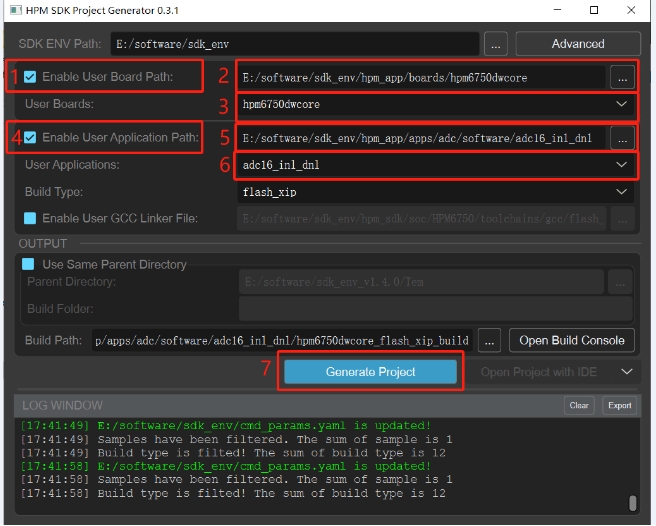 HPM SDK Project Generator 0.3.1
SDK ENV Path: E:/software/sdk_env ... Advanced
1 Enable User Board Path: 2 E:/software/sdk_env/hpm_app/boards/hpm6750dwcore ...
User Boards: 3 hpm6750dwcore
4 Enable User Application Path: 5 E:/software/sdk_env/hpm_app/apps/adc/software/adc16_inl_dnl ...
User Applications: 6 adc16_inl_dnl
Build Type: flash_xip
Enable User GCC Linker File: E:/software/sdk_env/hpm_sdk/soc/HPM6750/toolchains/gcc/flash_ ...
OUTPUT
Use Same Parent Directory
Parent Directory: E:/software/sdk_env_v1.4.0/Tem ...
Build Folder:
Build Path: p/apps/adc/software/adc16_inl_dnl/hpm6750dwcore_flash_xip_build ... Open Build Console
7 Generate Project Open Project with IDE
LOG WINDOW Clear Export
[17:41:49] E:/software/sdk_env/cmd_params.yaml is updated!
[17:41:49] Samples have been filtered. The sum of sample is 1
[17:41:49] Build type is filted! The sum of build type is 12
[17:41:58] E:/software/sdk_env/cmd_params.yaml is updated!
[17:41:58] Samples have been filtered. The sum of sample is 1
[17:41:58] Build type is filted! The sum of build type is 12